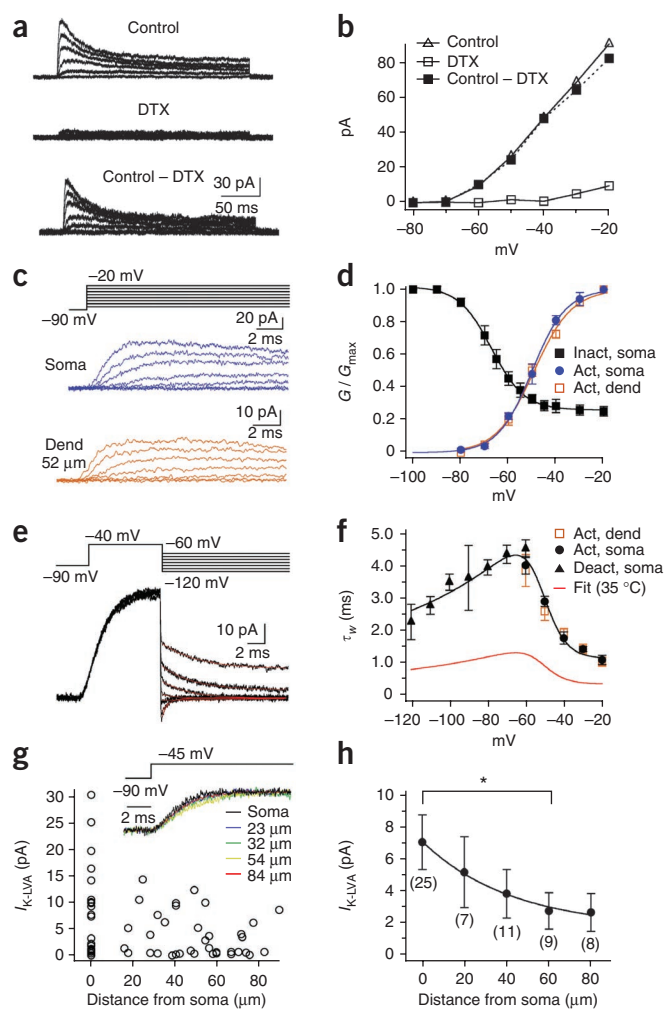 a
Control
DTX
Control – DTX
30 pA
50 ms
b
Control
DTX
Control – DTX
80
60
40
20
0
pA
−80 −70 −60 −50 −40 −30 −20
mV
c
−20 mV
−90 mV
20 pA
2 ms
Soma
10 pA
2 ms
Dend
52 μm
d
1.0
0.8
0.6
0.4
0.2
0
G / Gmax
Inact, soma
Act, soma
Act, dend
−100 −80 −60 −40 −20
mV
e
−40 mV
−60 mV
−90 mV
−120 mV
10 pA
2 ms
f
5.0
4.0
3.0
2.0
1.0
0
τw (ms)
Act, dend
Act, soma
Deact, soma
Fit (35 °C)
−120 −100 −80 −60 −40 −20
mV
g
−45 mV
−90 mV
2 ms
Soma
23 μm
32 μm
54 μm
84 μm
30
25
20
15
10
5
0
IK-LVA (pA)
0 20 40 60 80
Distance from soma (μm)
h
*
10
8
6
4
2
0
IK-LVA (pA)
(25)
(7)
(11)
(9)
(8)
0 20 40 60 80
Distance from soma (μm)